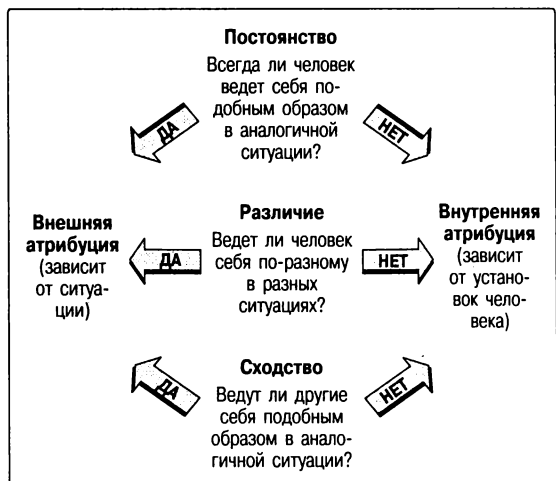 Постоянство
Всегда ли человек
ведет себя по-
добным образом
в аналогичной
ситуации?
ДА
НЕТ
Внешняя
атрибуция
(зависит
от ситуа-
ции)
ДА
Различие
Ведет ли человек
себя по-разному
в разных
ситуациях?
НЕТ
Внутренняя
атрибуция
(зависит
от устано-
вок чело-
века)
ДА
НЕТ
Сходство
Ведут ли другие
себя подобным
образом в анало-
гичной ситуации?